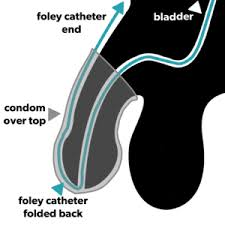 foley catheter
end
bladder
condom
over top
foley catheter
folded back